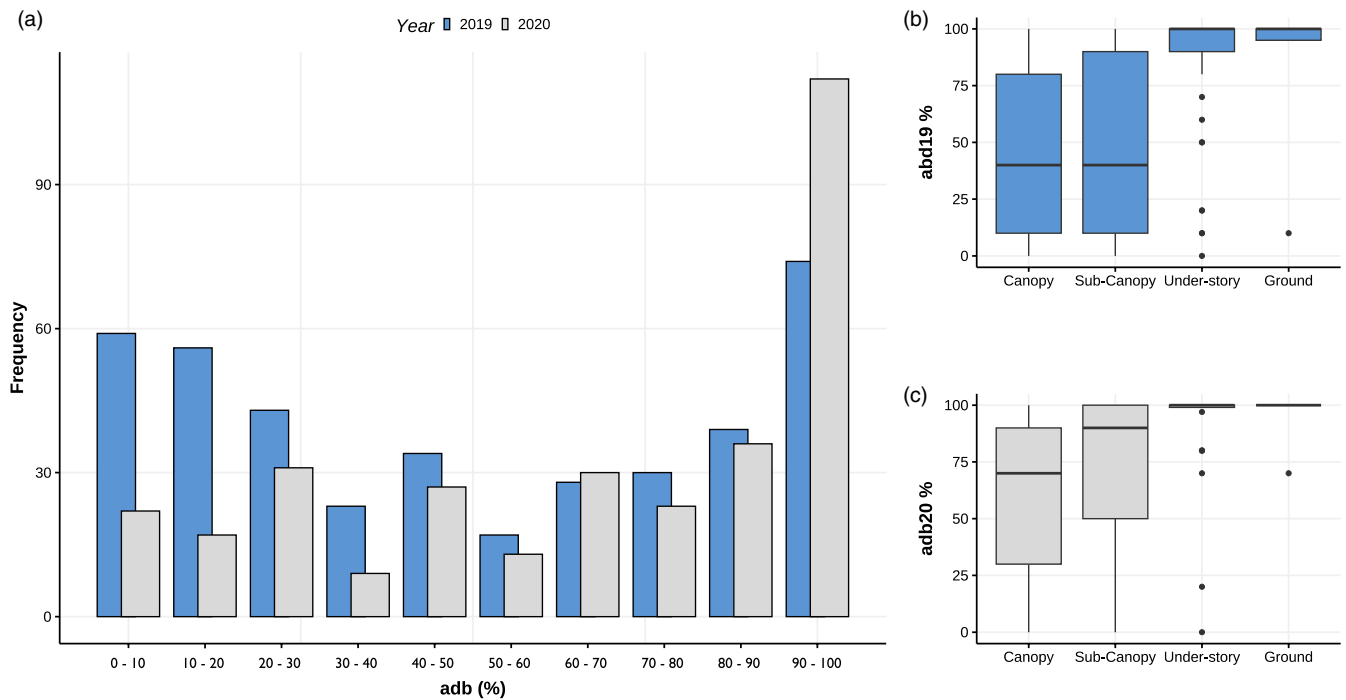 (a)
Year 2019 2020
Frequency
90
60
30
0
0 - 10 10 - 20 20 - 30 30 - 40 40 - 50 50 - 60 60 - 70 70 - 80 80 - 90 90 - 100
adb (%)
(b)
abd19 %
100
75
50
25
0
Canopy Sub-Canopy Under-story Ground
(c)
adb20 %
100
75
50
25
0
Canopy Sub-Canopy Under-story Ground